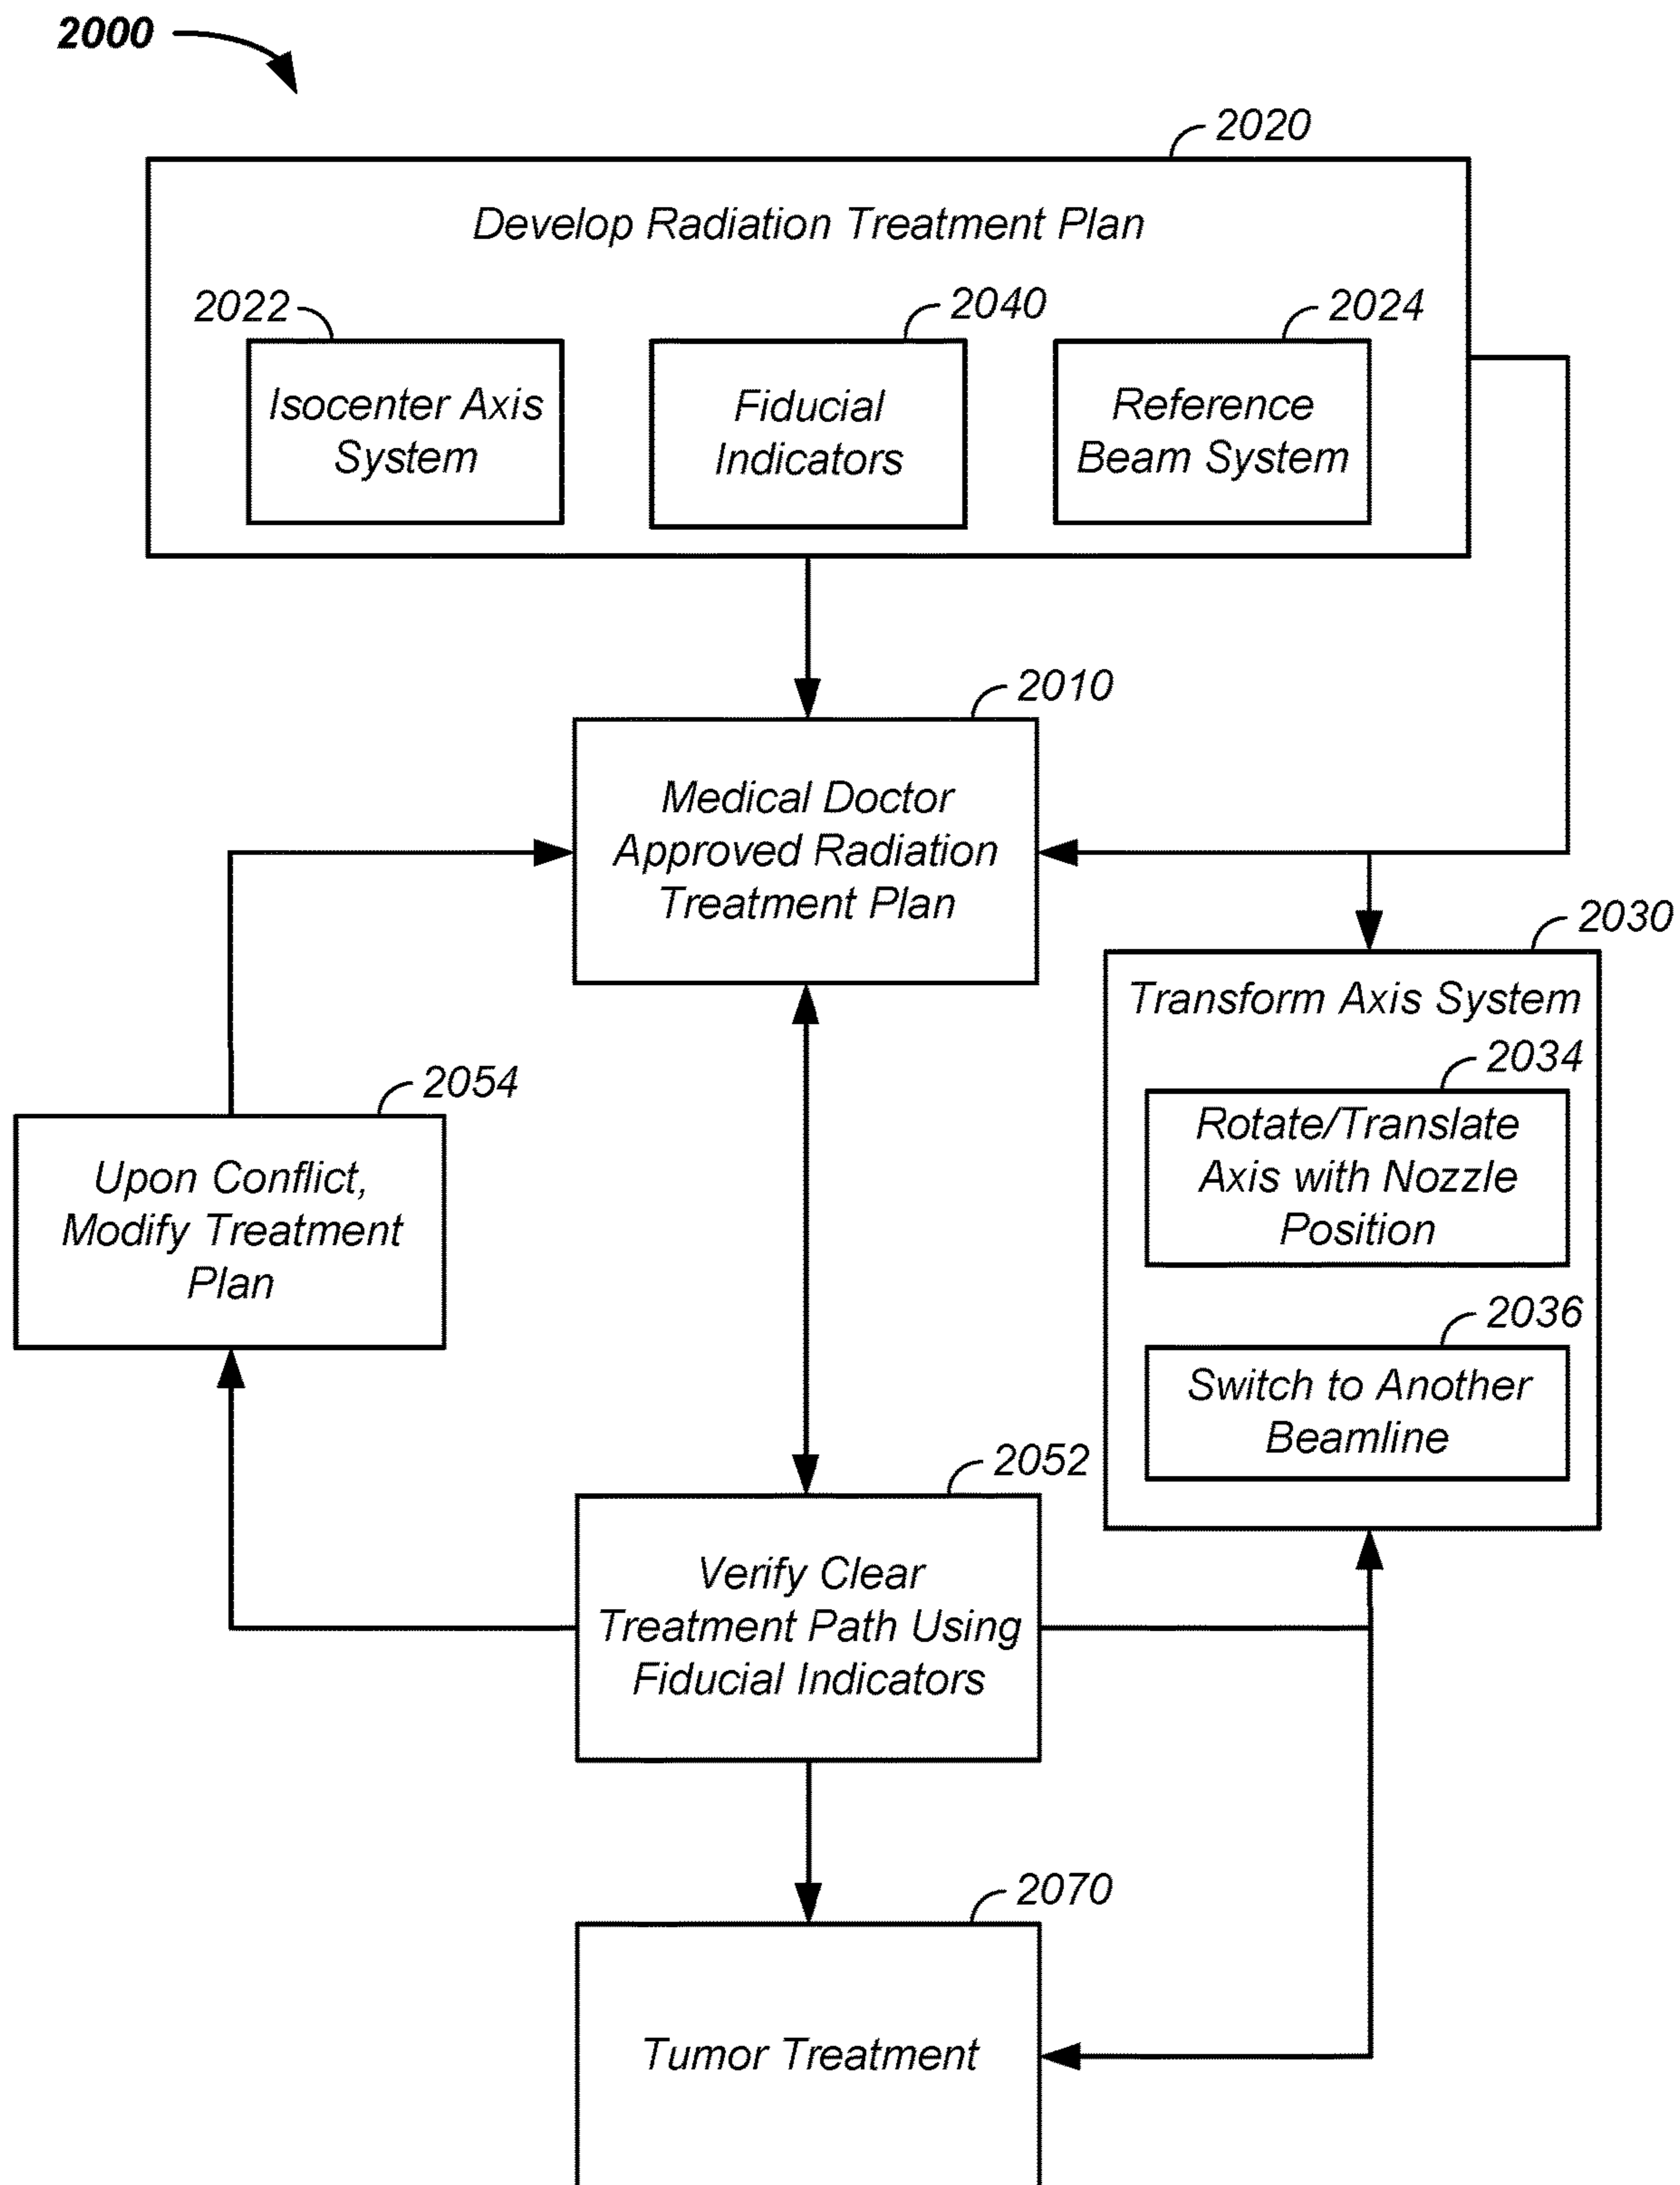 2000
2020
Develop Radiation Treatment Plan
2022
2040
2024
Isocenter Axis
System
Fiducial
Indicators
Reference
Beam System
2010
Medical Doctor
Approved Radiation
Treatment Plan
2030
Transform Axis System
2034
Rotate/Translate
Axis with Nozzle
Position
2036
Switch to Another
Beamline
2054
Upon Conflict,
Modify Treatment
Plan
2052
Verify Clear
Treatment Path Using
Fiducial Indicators
2070
Tumor Treatment